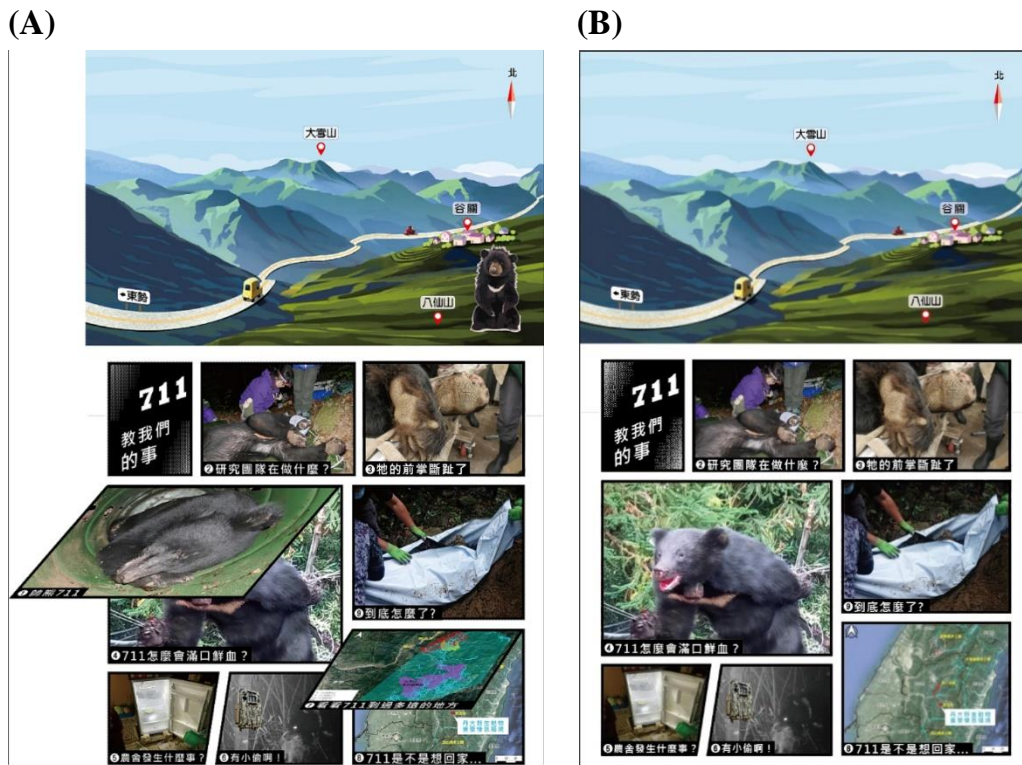 (A)
北
大雪山
谷關
東勢
八仙山
711
教我們
的事
❷研究團隊在做什麼？
❸牠的前掌斷趾了
❶帥熊711
❾到底怎麼了?
❹711怎麼會滿口鮮血？
❼看看711到過多遠的地方
❺農舍發生什麼事？
❻有小偷啊！
❽711是不是想回家...
(B)
北
大雪山
谷關
東勢
八仙山
711
教我們
的事
❷研究團隊在做什麼？
❸牠的前掌斷趾了
❾到底怎麼了?
❹711怎麼會滿口鮮血？
❺農舍發生什麼事？
❻有小偷啊！
❽711是不是想回家...